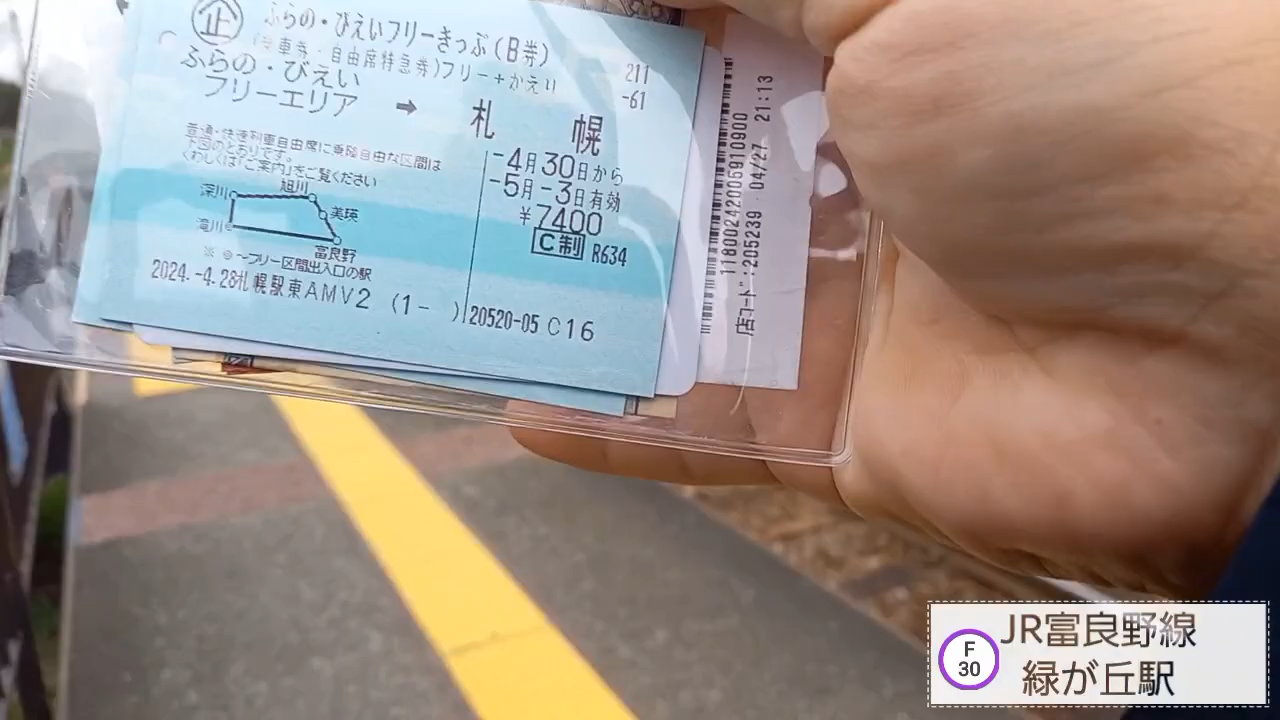 企
ふらの・びえいフリーきっぷ(B券)
(乗車券・自由席特急券)フリー+かえり
211
-61
ふらの・びえい
フリーエリア
➡
札幌
普通・快速列車自由席に乗降自由な区間は
下図のとおりです。
くわしくは「ご案内」をご覧ください
深川
旭川
美瑛
滝川
富良野
※ ◎〜フリー区間出入口の駅
-4月30日から
-5月-3日有効
¥7400
C制 R634
2024.-4.28札幌駅東AMV2 (1- )
20520-05 C16
1180024200591090​0
店コード:205239 04/27 21:13
F
30
JR富良野線
緑が丘駅